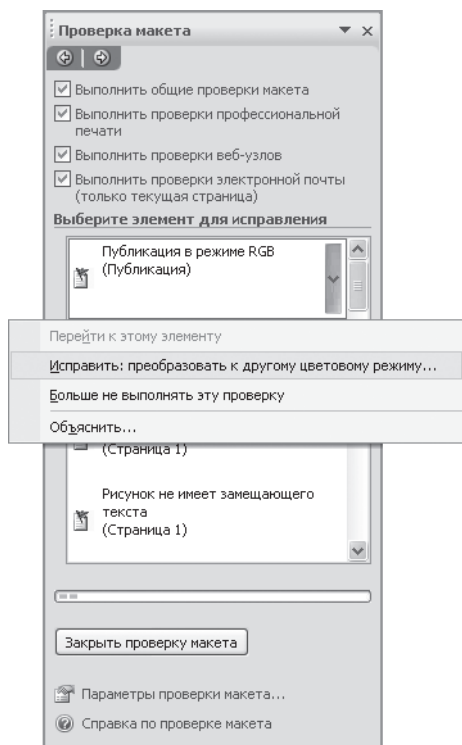 Проверка макета
Выполнить общие проверки макета
Выполнить проверки профессиональной
печати
Выполнить проверки веб-узлов
Выполнить проверки электронной почты
(только текущая страница)
Выберите элемент для исправления
Публикация в режиме RGB
(Публикация)
Перейти к этому элементу
Исправить: преобразовать к другому цветовому режиму...
Больше не выполнять эту проверку
Объяснить...
(Страница 1)
Рисунок не имеет замещающего
текста
(Страница 1)
Закрыть проверку макета
Параметры проверки макета...
Справка по проверке макета